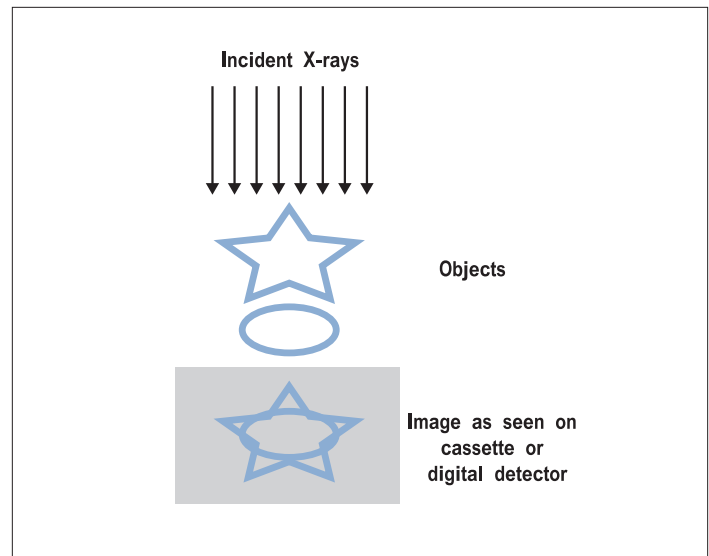 Incident X-rays
Objects
Image as seen on
cassette or
digital detector